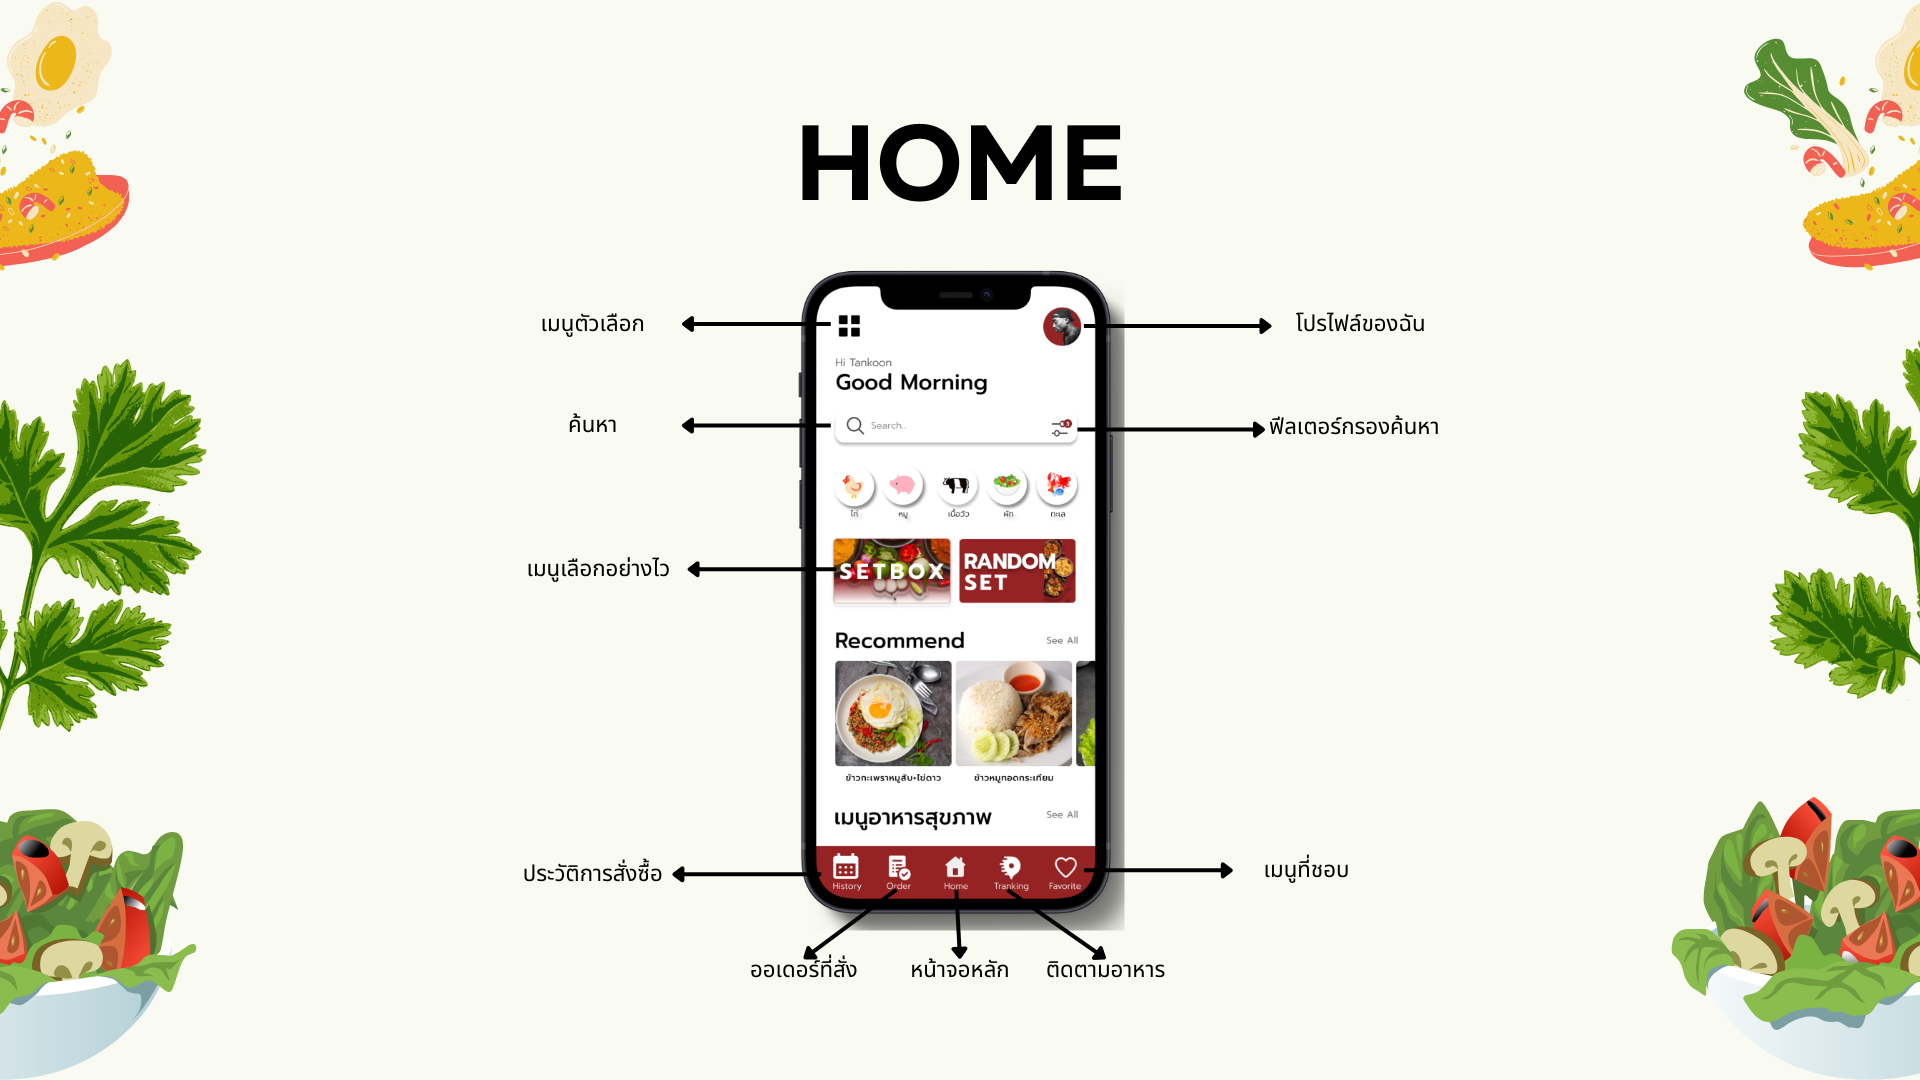 HOME
เมนูตัวเลือก
โปรไฟล์ของฉัน
Hi Tankoon
Good Morning
ค้นหา
Search...
3
ฟีลเตอร์กรองค้นหา
ไก่
หมู
เนื้อวัว
ผัก
ทะเล
เมนูเลือกอย่างไว
SETBOX
RANDOM
SET
Recommend
See All
ข้าวกะเพราหมูสับ+ไข่ดาว
ข้าวหมูทอดกระเทียม
เมนูอาหารสุขภาพ
See All
ประวัติการสั่งซื้อ
History
Order
Home
Tranking
Favorite
เมนูที่ชอบ
ออเดอร์ที่สั่ง
หน้าจอหลัก
ติดตามอาหาร